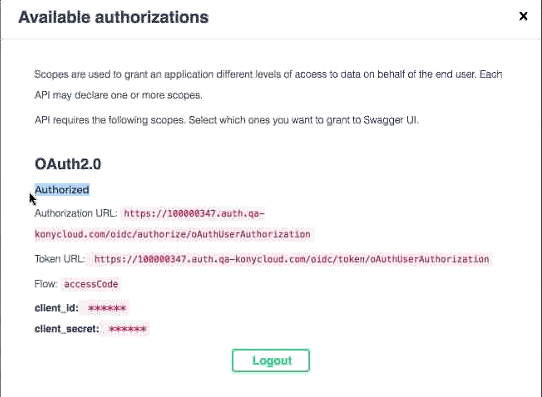 Available authorizations
Scopes are used to grant an application different levels of access to data on behalf of the end user. Each
API may declare one or more scopes.
API requires the following scopes. Select which ones you want to grant to Swagger UI.
OAuth2.0
Authorized
Authorization URL: https://100000347.auth.qa-
konycloud.com/oidc/authorize/oAuthUserAuthorization
Token URL: https://100000347.auth.qa-konycloud.com/oidc/token/oAuthUserAuthorization
Flow: accessCode
client_id: ******
client_secret: ******
Logout